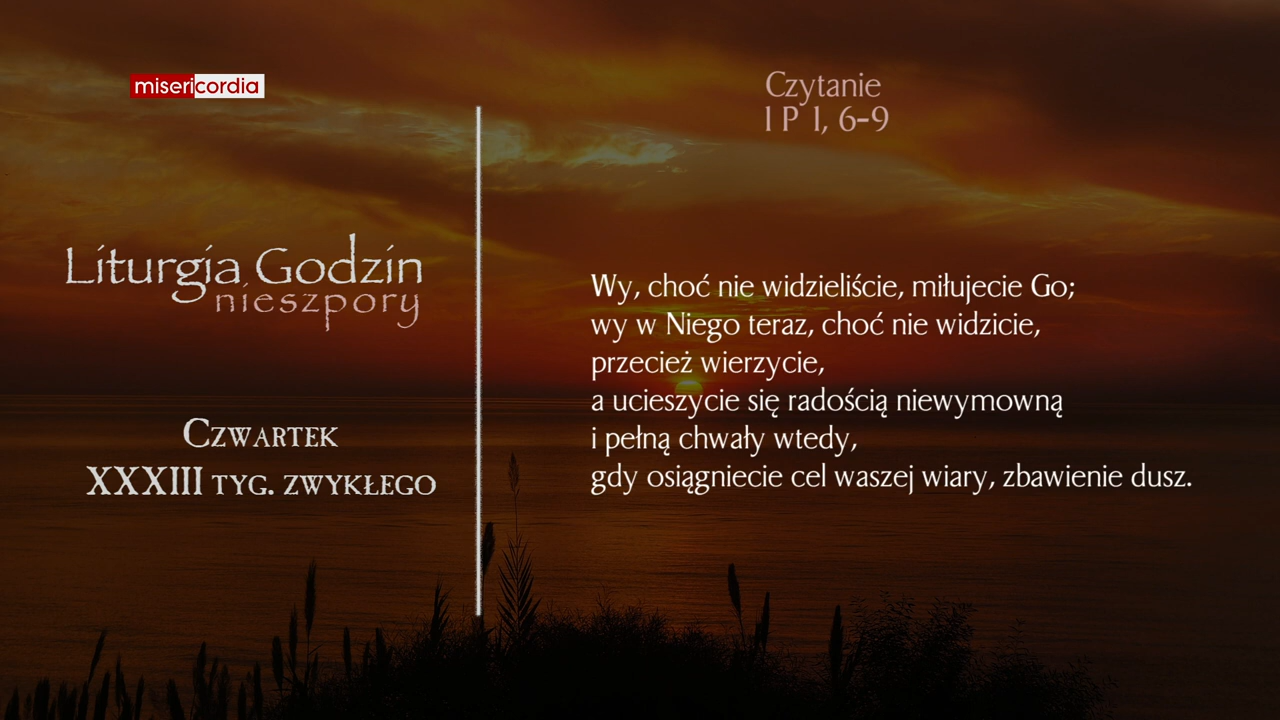 misericordia
Liturgia Godzin
nieszpory
Czwartek
XXXIII tyg. zwykłego
Czytanie
1 P 1, 6-9
Wy, choć nie widzieliście, miłujecie Go;
wy w Niego teraz, choć nie widzicie,
przecież wierzycie,
a ucieszycie się radością niewymowną
i pełną chwały wtedy,
gdy osiągniecie cel waszej wiary, zbawienie dusz.